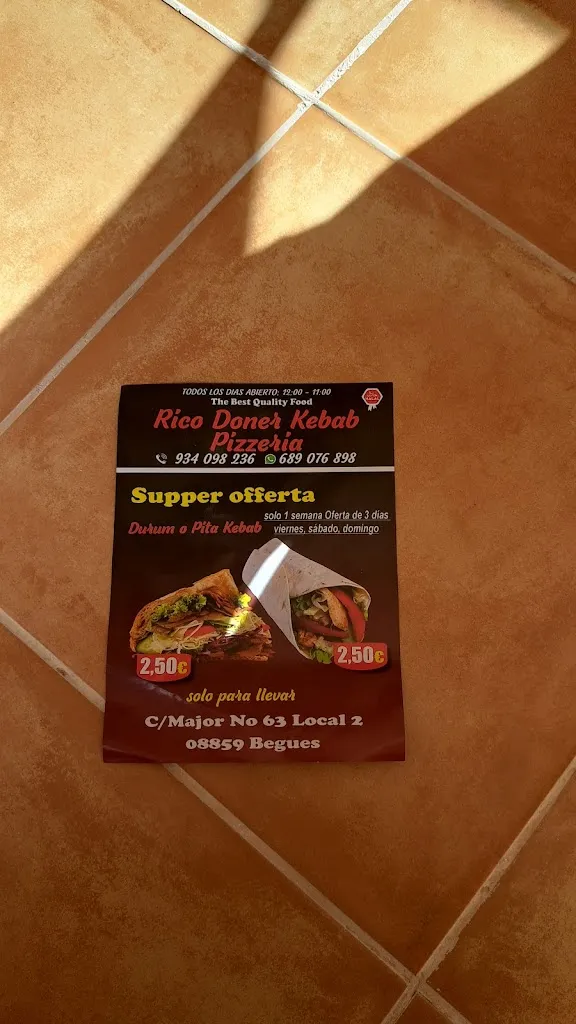 TODOS LOS DIAS ABIERTO: 12:00 - 11:00
The Best Quality Food
Rico Doner Kebab
Pizzeria
934 098 236 689 076 898
Supper offerta
solo 1 semana Oferta de 3 dias
Durum o Pita Kebab viernes, sàbado, domingo
2,50€
2,50€
solo para llevar
C/Major No 63 Local 2
08859 Begues